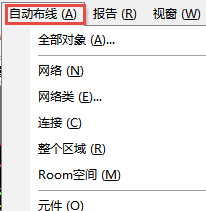 自动布线 (A) 报告 (R) 视窗 (W)
全部对象 (A)...
网络 (N)
网络类 (E)...
连接 (C)
整个区域 (R)
Room空间 (M)
元件 (O)